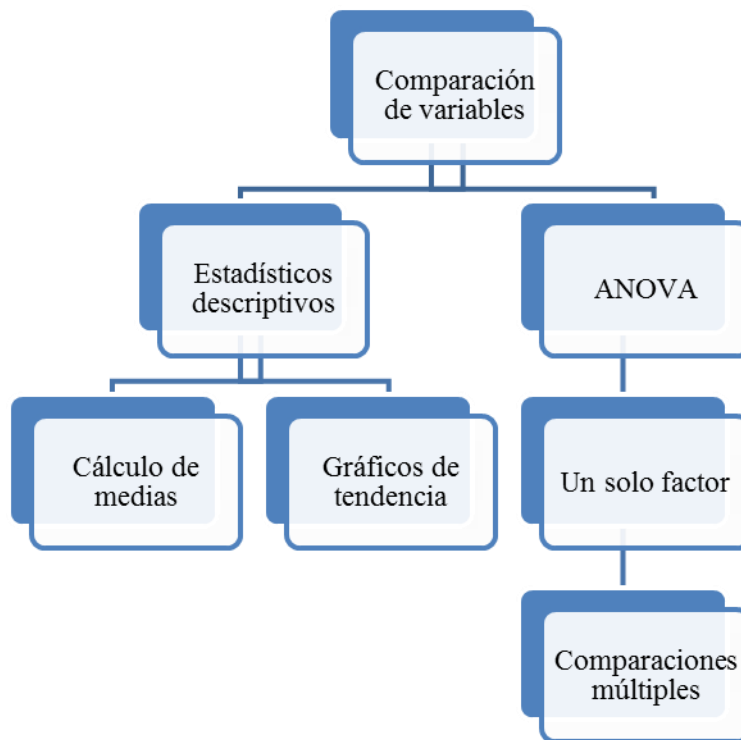 Comparación
de variables
Estadísticos
descriptivos
ANOVA
Cálculo de
medias
Gráficos de
tendencia
Un solo factor
Comparaciones
múltiples